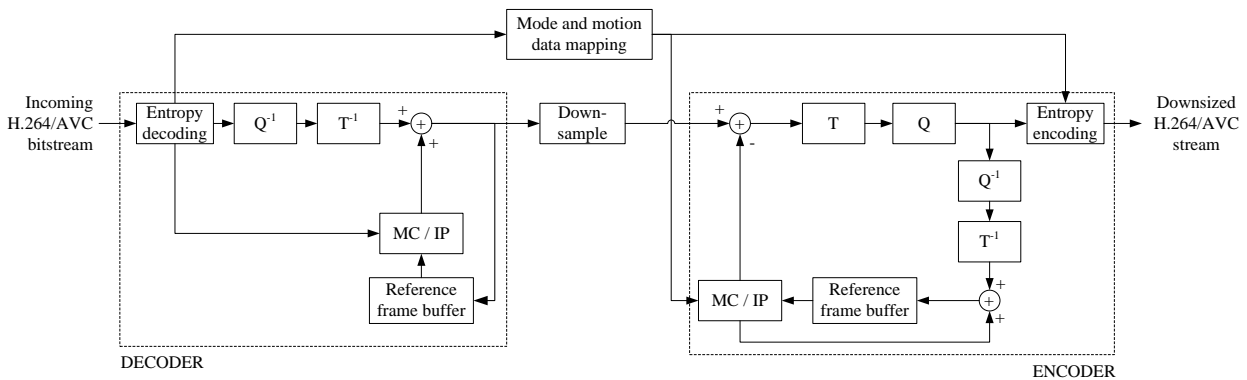 Mode and motion
data mapping
Incoming
H.264/AVC
bitstream
Entropy
decoding
Q-1
T-1
+
+
+
Down-
sample
+
+
-
T
Q
Entropy
encoding
Downsized
H.264/AVC
stream
Q-1
T-1
MC / IP
Reference
frame buffer
MC / IP
Reference
frame buffer
+
+
+
DECODER
ENCODER